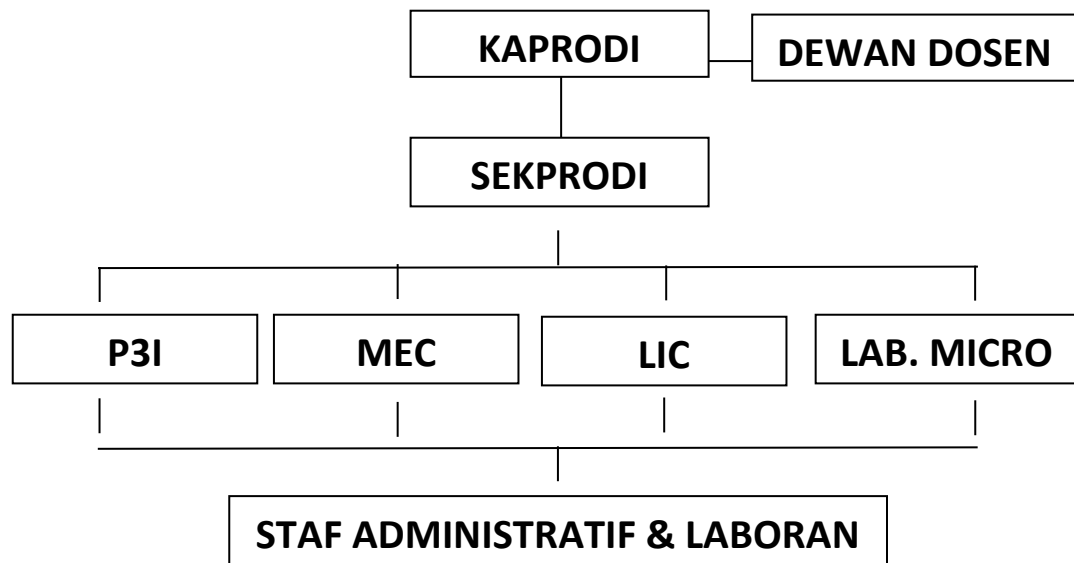 KAPRODI
DEWAN DOSEN
SEKPRODI
P3I
MEC
LIC
LAB. MICRO
STAF ADMINISTRATIF & LABORAN